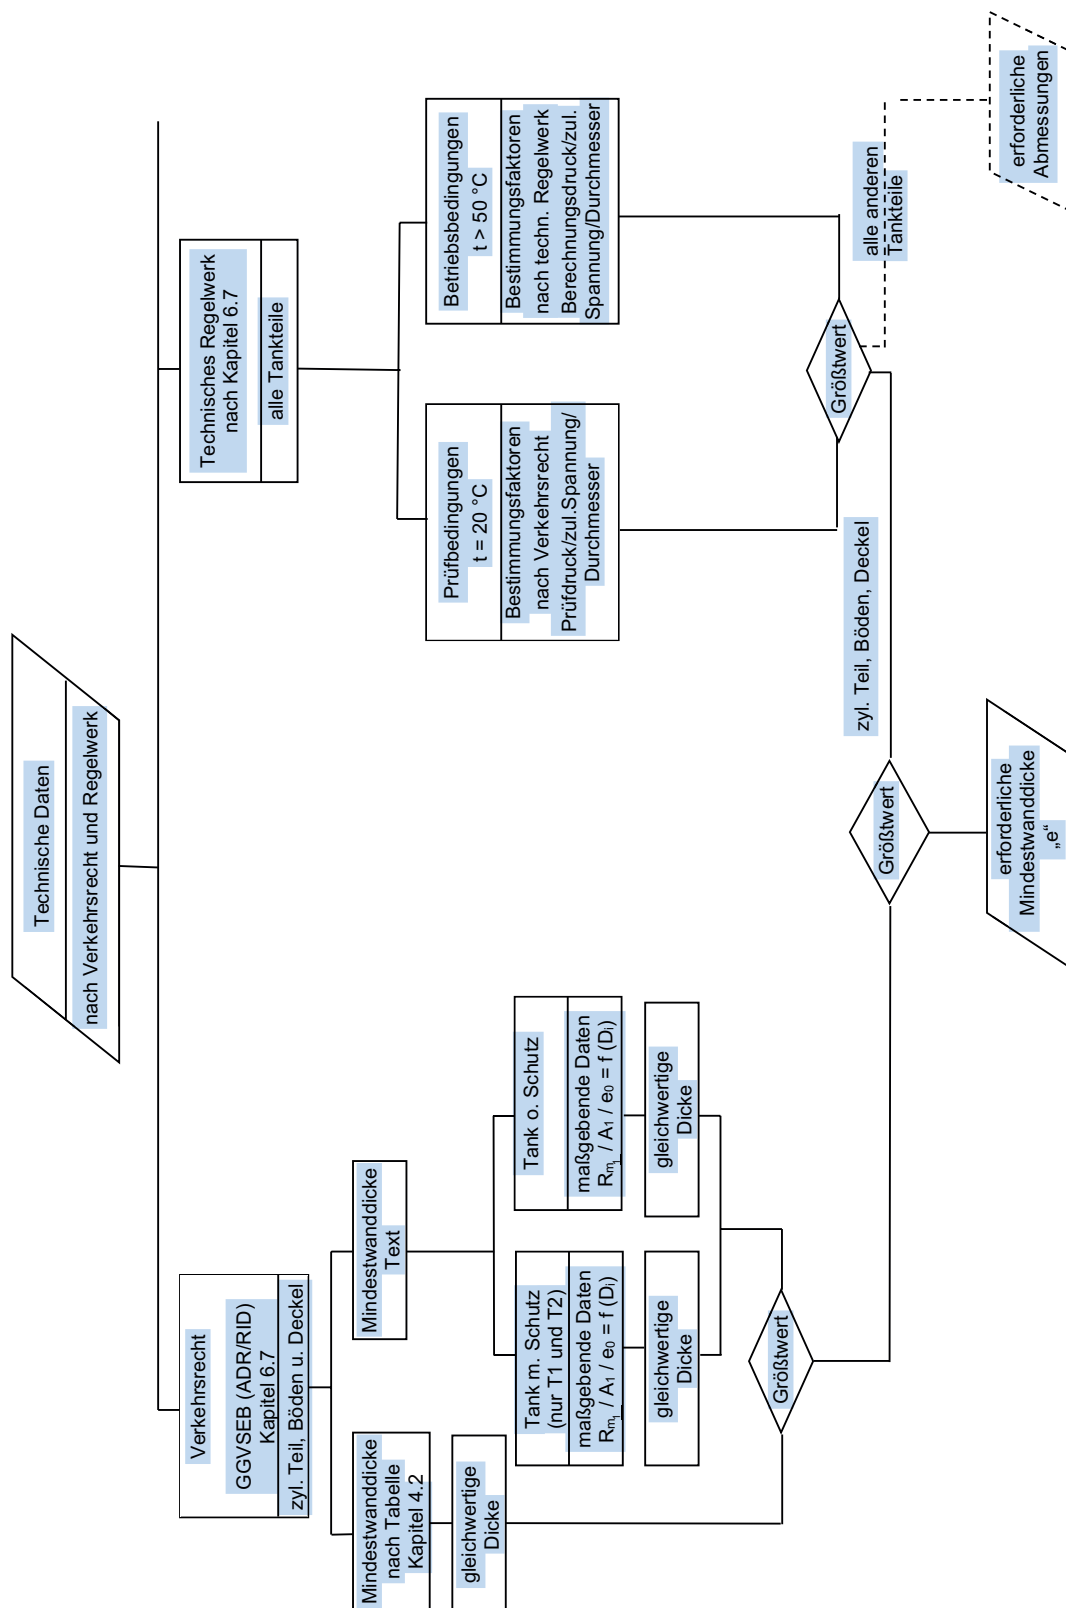 Technische Daten
nach Verkehrsrecht und Regelwerk
Verkehrsrecht
GGVSEB (ADR/RID)
Kapitel 6.7
zyl. Teil, Böden u. Deckel
Technisches Regelwerk
nach Kapitel 6.7
alle Tankteile
Mindestwanddicke
nach Tabelle
Kapitel 4.2
gleichwertige
Dicke
Mindestwanddicke
Text
Tank m. Schutz
(nur T1 und T2)
maßgebende Daten
Rm1 / A1 / e0 = f (Di)
gleichwertige
Dicke
Tank o. Schutz
maßgebende Daten
Rm1 / A1 / e0 = f (Di)
gleichwertige
Dicke
Größtwert
Prüfbedingungen
t = 20 °C
Bestimmungsfaktoren
nach Verkehrsrecht
Prüfdruck/zul.Spannung/
Durchmesser
Betriebsbedingungen
t > 50 °C
Bestimmungsfaktoren
nach techn. Regelwerk
Berechnungsdruck/zul.
Spannung/Durchmesser
Größtwert
zyl. Teil, Böden, Deckel
alle anderen
Tankteile
Größtwert
erforderliche
Mindestwanddicke
„e“
erforderliche
Abmessungen